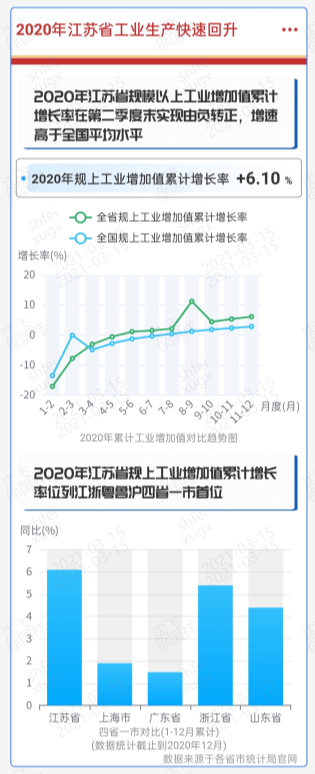 2020年江苏省工业生产快速回升
2020年江苏省规模以上工业增加值累计
增长率在第二季度末实现由负转正，增速
高于全国平均水平
2020年规上工业增加值累计增长率 +6.10 %
全省规上工业增加值累计增长率
全国规上工业增加值累计增长率
增长率(%)
20
10
0
-10
-20
1-2 2-3 3-4 4-5 5-6 6-7 7-8 8-9 9-10 10-11 11-12 月度(月)
2020年累计工业增加值对比趋势图
2020年江苏省规上工业增加值累计增长
率位列江浙粤鲁沪四省一市首位
同比(%)
7
6
5
4
3
2
1
0
江苏省 上海市 广东省 浙江省 山东省
四省一市对比(1-12月累计)
(数据统计截止到2020年12月)
数据来源于各省市统计局官网